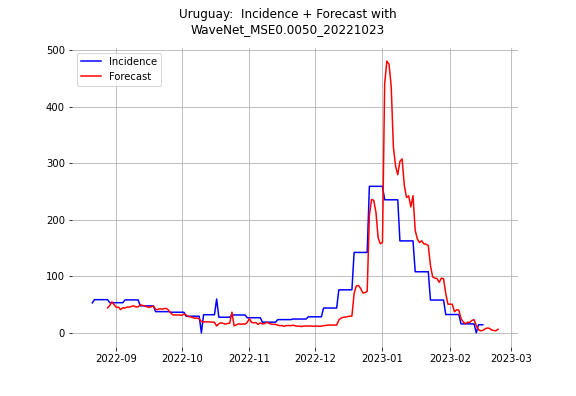 Uruguay:  Incidence + Forecast with
WaveNet_MSE0.0050_20221023
Incidence
Forecast
500
400
300
200
100
0
2022-09 2022-10 2022-11 2022-12 2023-01 2023-02 2023-03